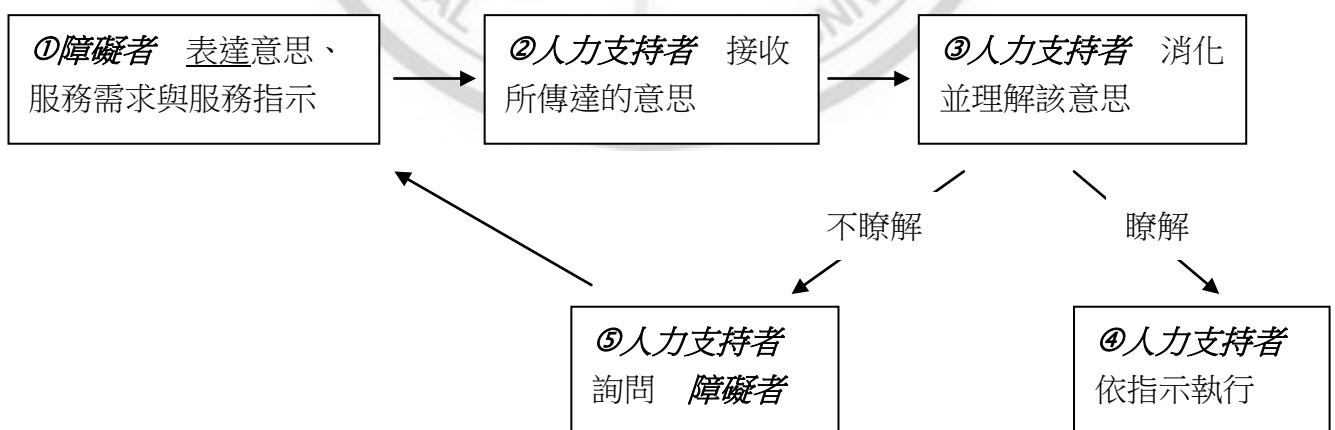 ①障礙者　表達意思、
服務需求與服務指示
②人力支持者　接收
所傳達的意思
③人力支持者　消化
並理解該意思
不瞭解
瞭解
⑤人力支持者
詢問　障礙者
④人力支持者
依指示執行